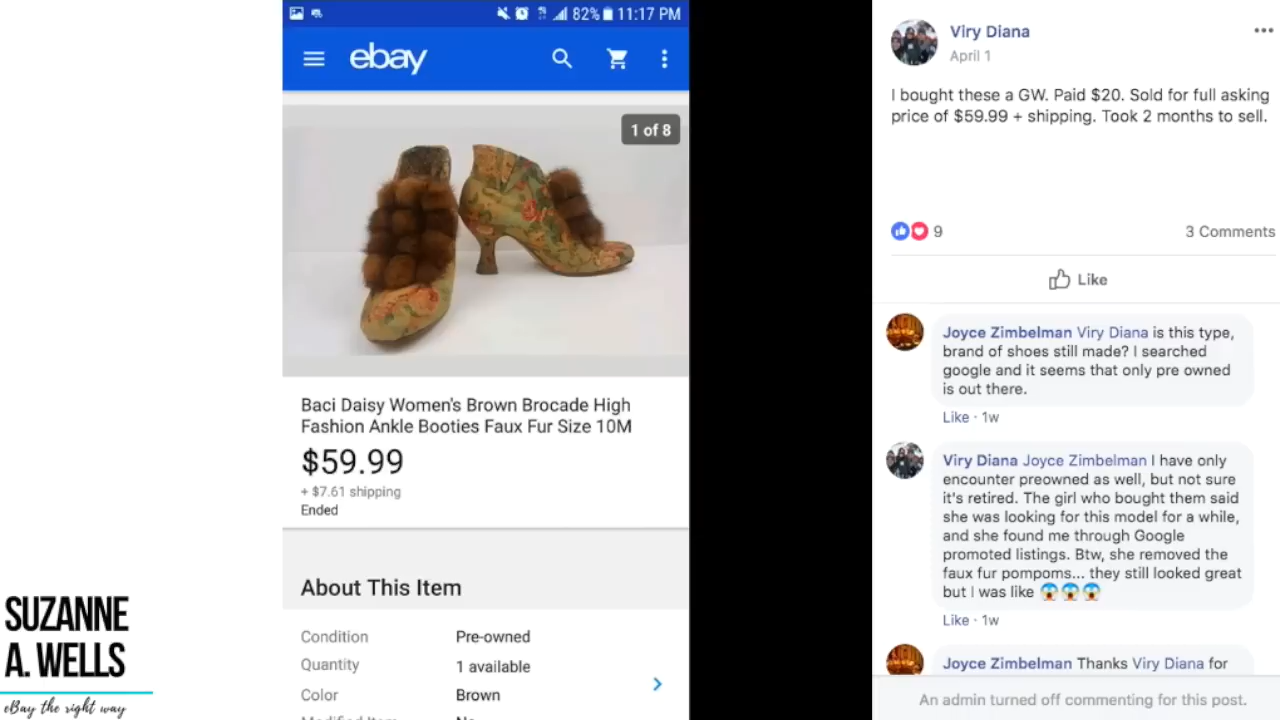 82% 11:17 PM
ebay
1 of 8
Baci Daisy Women's Brown Brocade High
Fashion Ankle Booties Faux Fur Size 10M
$59.99
+ $7.61 shipping
Ended
About This Item
Condition Pre-owned
Quantity 1 available
Color Brown
Modified Item No
SUZANNE
A. WELLS
eBay the right way
Viry Diana
April 1
I bought these a GW. Paid $20. Sold for full asking
price of $59.99 + shipping. Took 2 months to sell.
9 3 Comments
Like
Joyce Zimbelman Viry Diana is this type,
brand of shoes still made? I searched
google and it seems that only pre owned
is out there.
Like · 1w
Viry Diana Joyce Zimbelman I have only
encounter preowned as well, but not sure
it's retired. The girl who bought them said
she was looking for this model for a while,
and she found me through Google
promoted listings. Btw, she removed the
faux fur pompoms... they still looked great
but I was like 😱😱😱
Like · 1w
Joyce Zimbelman Thanks Viry Diana for
An admin turned off commenting for this post.